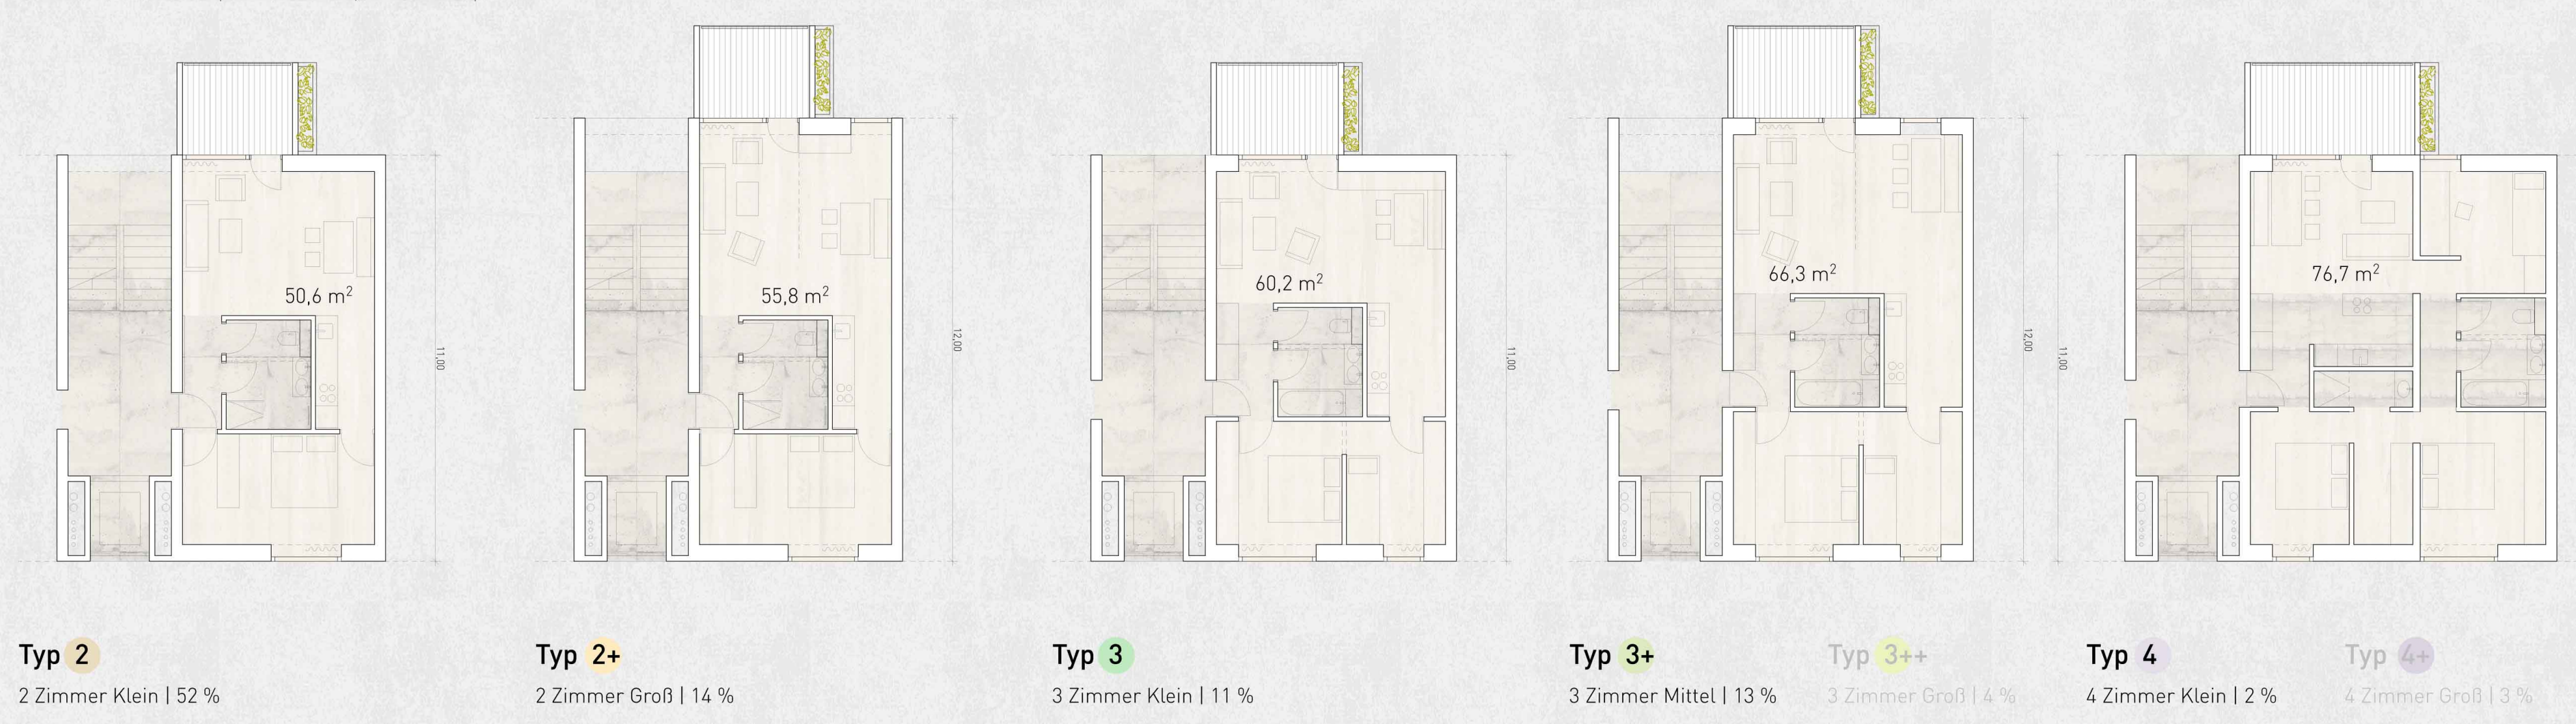 50,6 m²
11,00
Typ 2
2 Zimmer Klein | 52 %
55,8 m²
12,00
Typ 2+
2 Zimmer Groß | 14 %
60,2 m²
11,00
Typ 3
3 Zimmer Klein | 11 %
66,3 m²
12,00
Typ 3+
3 Zimmer Mittel | 13 %
Typ 3++
3 Zimmer Groß | 4 %
11,00
76,7 m²
Typ 4
4 Zimmer Klein | 2 %
Typ 4+
4 Zimmer Groß | 3 %